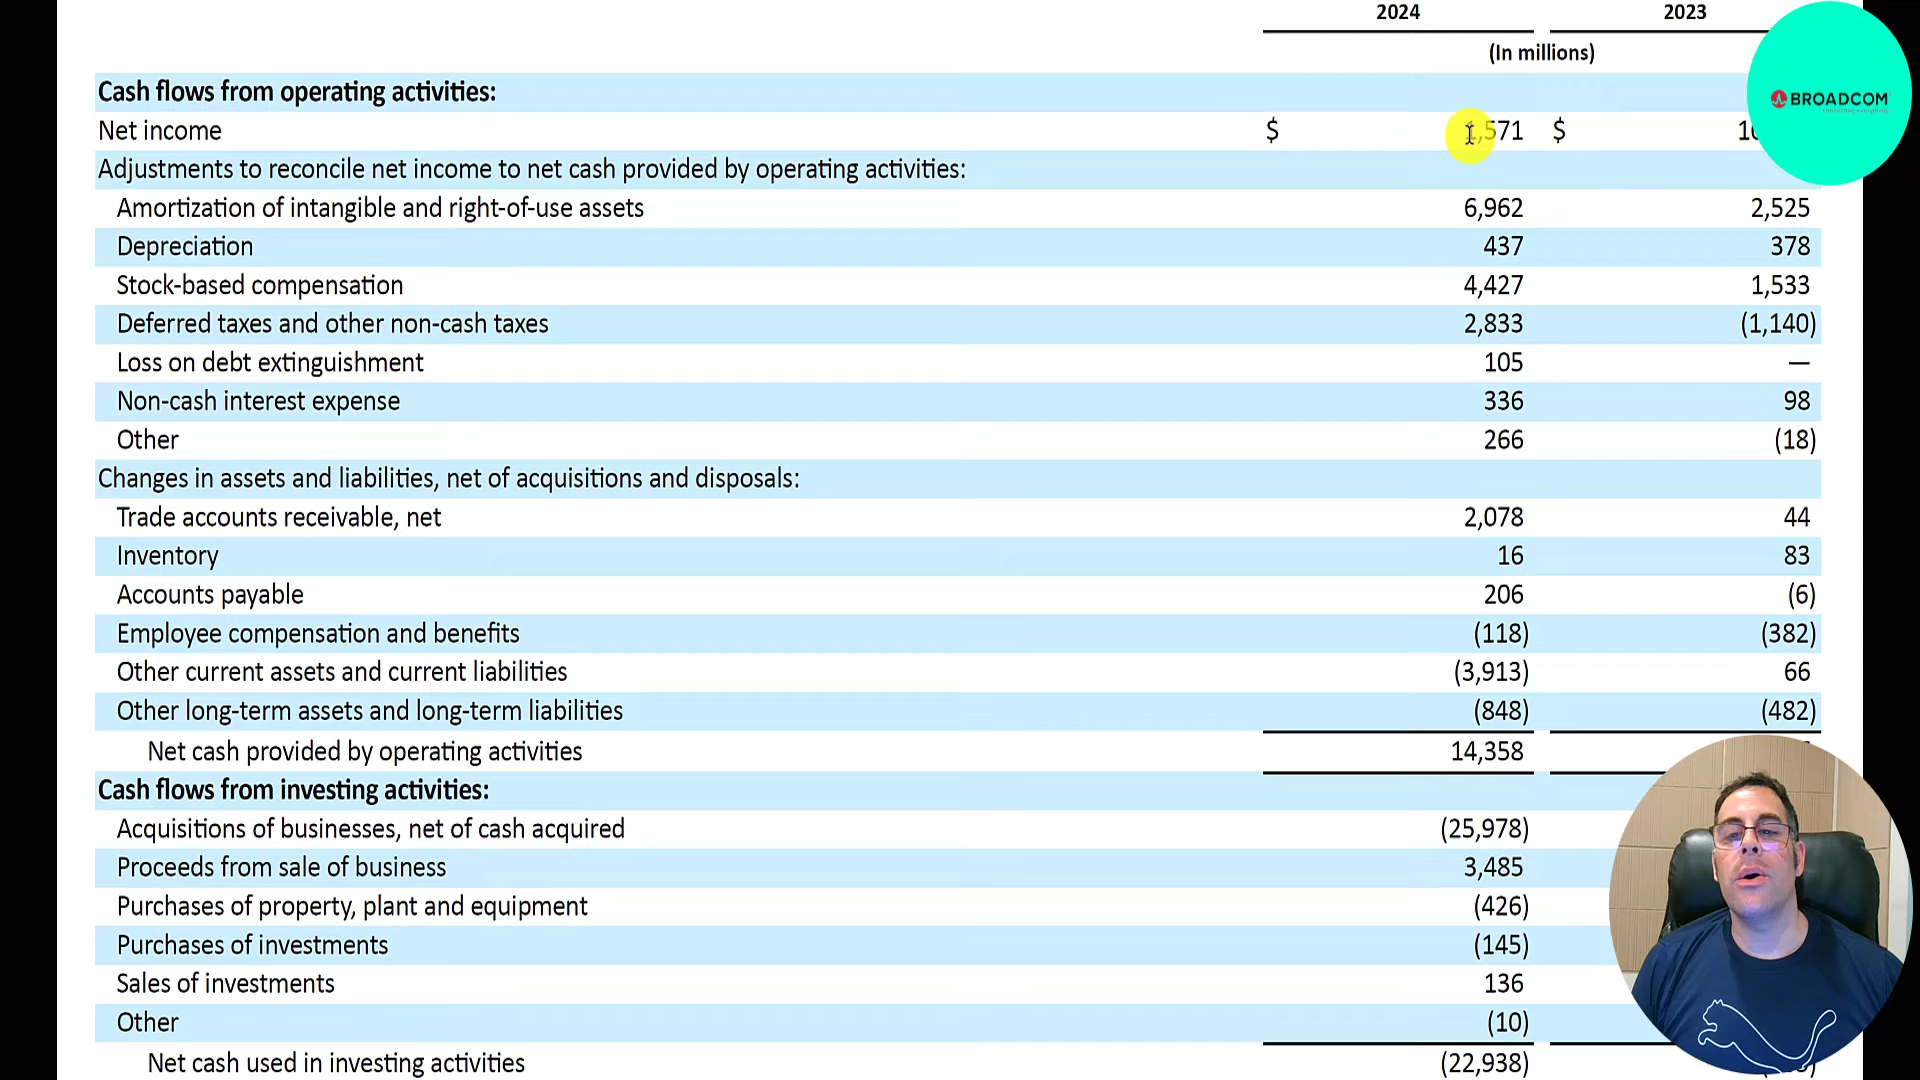 2024 2023
(In millions)
BROADCOM
Cash flows from operating activities:
Net income $ 1,571 $
Adjustments to reconcile net income to net cash provided by operating activities:
Amortization of intangible and right-of-use assets 6,962 2,525
Depreciation 437 378
Stock-based compensation 4,427 1,533
Deferred taxes and other non-cash taxes 2,833 (1,140)
Loss on debt extinguishment 105 —
Non-cash interest expense 336 98
Other 266 (18)
Changes in assets and liabilities, net of acquisitions and disposals:
Trade accounts receivable, net 2,078 44
Inventory 16 83
Accounts payable 206 (6)
Employee compensation and benefits (118) (382)
Other current assets and current liabilities (3,913) 66
Other long-term assets and long-term liabilities (848) (482)
Net cash provided by operating activities 14,358
Cash flows from investing activities:
Acquisitions of businesses, net of cash acquired (25,978)
Proceeds from sale of business 3,485
Purchases of property, plant and equipment (426)
Purchases of investments (145)
Sales of investments 136
Other (10)
Net cash used in investing activities (22,938)